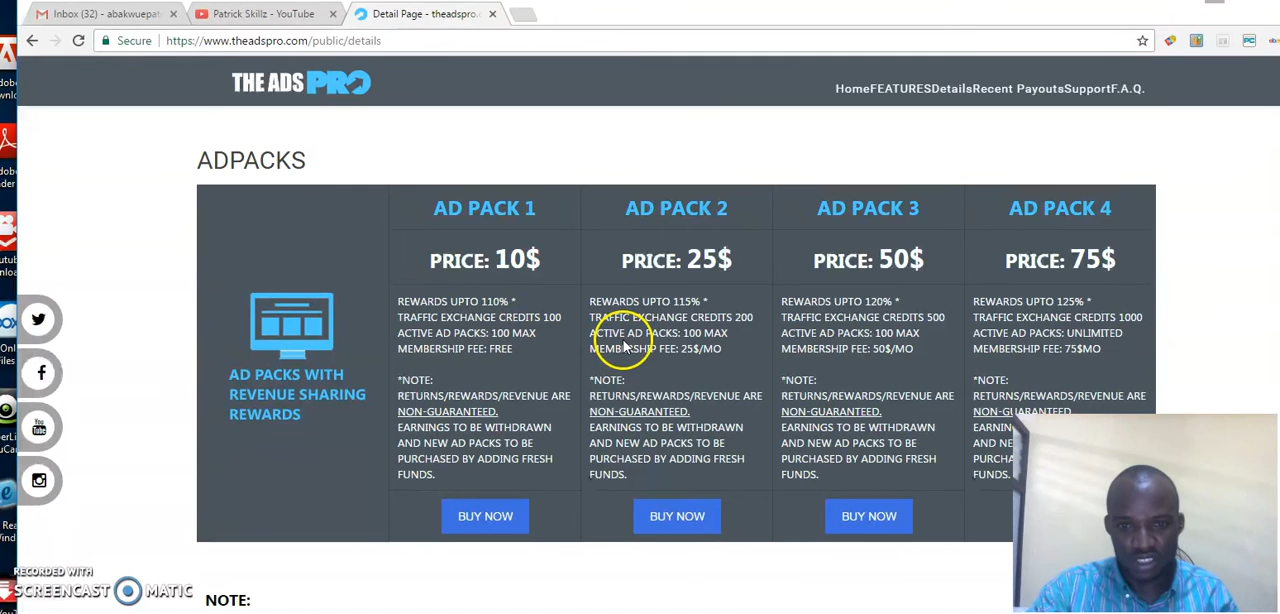 Inbox (32) - abakwuepat
Patrick Skillz - YouTube
Detail Page - theadspro.co
Secure
https://www.theadspro.com/public/details
PC
THE ADS PRO
Home FEATURES Details Recent Payouts Support F.A.Q.
ADPACKS
AD PACKS WITH
REVENUE SHARING
REWARDS
AD PACK 1
PRICE: 10$
REWARDS UPTO 110% *
TRAFFIC EXCHANGE CREDITS 100
ACTIVE AD PACKS: 100 MAX
MEMBERSHIP FEE: FREE
*NOTE:
RETURNS/REWARDS/REVENUE ARE
NON-GUARANTEED.
EARNINGS TO BE WITHDRAWN
AND NEW AD PACKS TO BE
PURCHASED BY ADDING FRESH
FUNDS.
BUY NOW
AD PACK 2
PRICE: 25$
REWARDS UPTO 115% *
TRAFFIC EXCHANGE CREDITS 200
ACTIVE AD PACKS: 100 MAX
MEMBERSHIP FEE: 25$/MO
*NOTE:
RETURNS/REWARDS/REVENUE ARE
NON-GUARANTEED.
EARNINGS TO BE WITHDRAWN
AND NEW AD PACKS TO BE
PURCHASED BY ADDING FRESH
FUNDS.
BUY NOW
AD PACK 3
PRICE: 50$
REWARDS UPTO 120% *
TRAFFIC EXCHANGE CREDITS 500
ACTIVE AD PACKS: 100 MAX
MEMBERSHIP FEE: 50$/MO
*NOTE:
RETURNS/REWARDS/REVENUE ARE
NON-GUARANTEED.
EARNINGS TO BE WITHDRAWN
AND NEW AD PACKS TO BE
PURCHASED BY ADDING FRESH
FUNDS.
BUY NOW
AD PACK 4
PRICE: 75$
REWARDS UPTO 125% *
TRAFFIC EXCHANGE CREDITS 1000
ACTIVE AD PACKS: UNLIMITED
MEMBERSHIP FEE: 75$MO
*NOTE:
RETURNS/REWARDS/REVENUE ARE
NON-GUARANTEED.
NOTE:
You Tube
RECORDED WITH
SCREENCAST MATIC